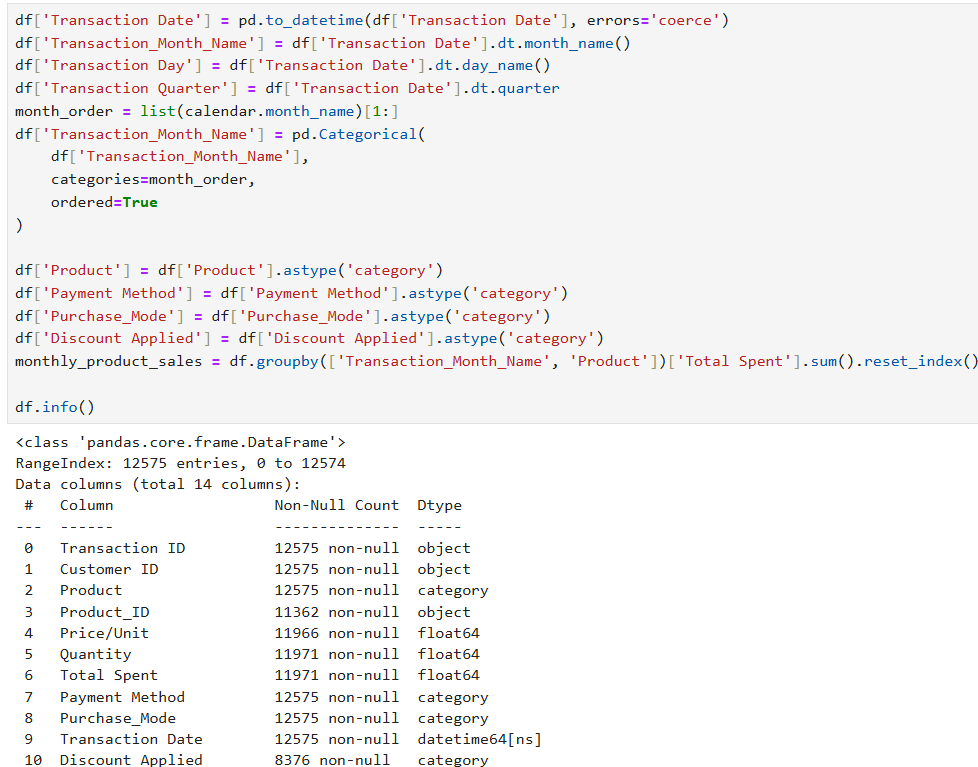 df['Transaction Date'] = pd.to_datetime(df['Transaction Date'], errors='coerce')
df['Transaction_Month_Name'] = df['Transaction Date'].dt.month_name()
df['Transaction Day'] = df['Transaction Date'].dt.day_name()
df['Transaction Quarter'] = df['Transaction Date'].dt.quarter
month_order = list(calendar.month_name)[1:]
df['Transaction_Month_Name'] = pd.Categorical(
    df['Transaction_Month_Name'],
    categories=month_order,
    ordered=True
)

df['Product'] = df['Product'].astype('category')
df['Payment Method'] = df['Payment Method'].astype('category')
df['Purchase_Mode'] = df['Purchase_Mode'].astype('category')
df['Discount Applied'] = df['Discount Applied'].astype('category')
monthly_product_sales = df.groupby(['Transaction_Month_Name', 'Product'])['Total Spent'].sum().reset_index()

df.info()
<class 'pandas.core.frame.DataFrame'>
RangeIndex: 12575 entries, 0 to 12574
Data columns (total 14 columns):
 #   Column                  Non-Null Count  Dtype
---  ------                  --------------  -----
 0   Transaction ID          12575 non-null  object
 1   Customer ID             12575 non-null  object
 2   Product                 12575 non-null  category
 3   Product_ID              11362 non-null  object
 4   Price/Unit              11966 non-null  float64
 5   Quantity                11971 non-null  float64
 6   Total Spent             11971 non-null  float64
 7   Payment Method          12575 non-null  category
 8   Purchase_Mode           12575 non-null  category
 9   Transaction Date        12575 non-null  datetime64[ns]
 10  Discount Applied        8376 non-null   category